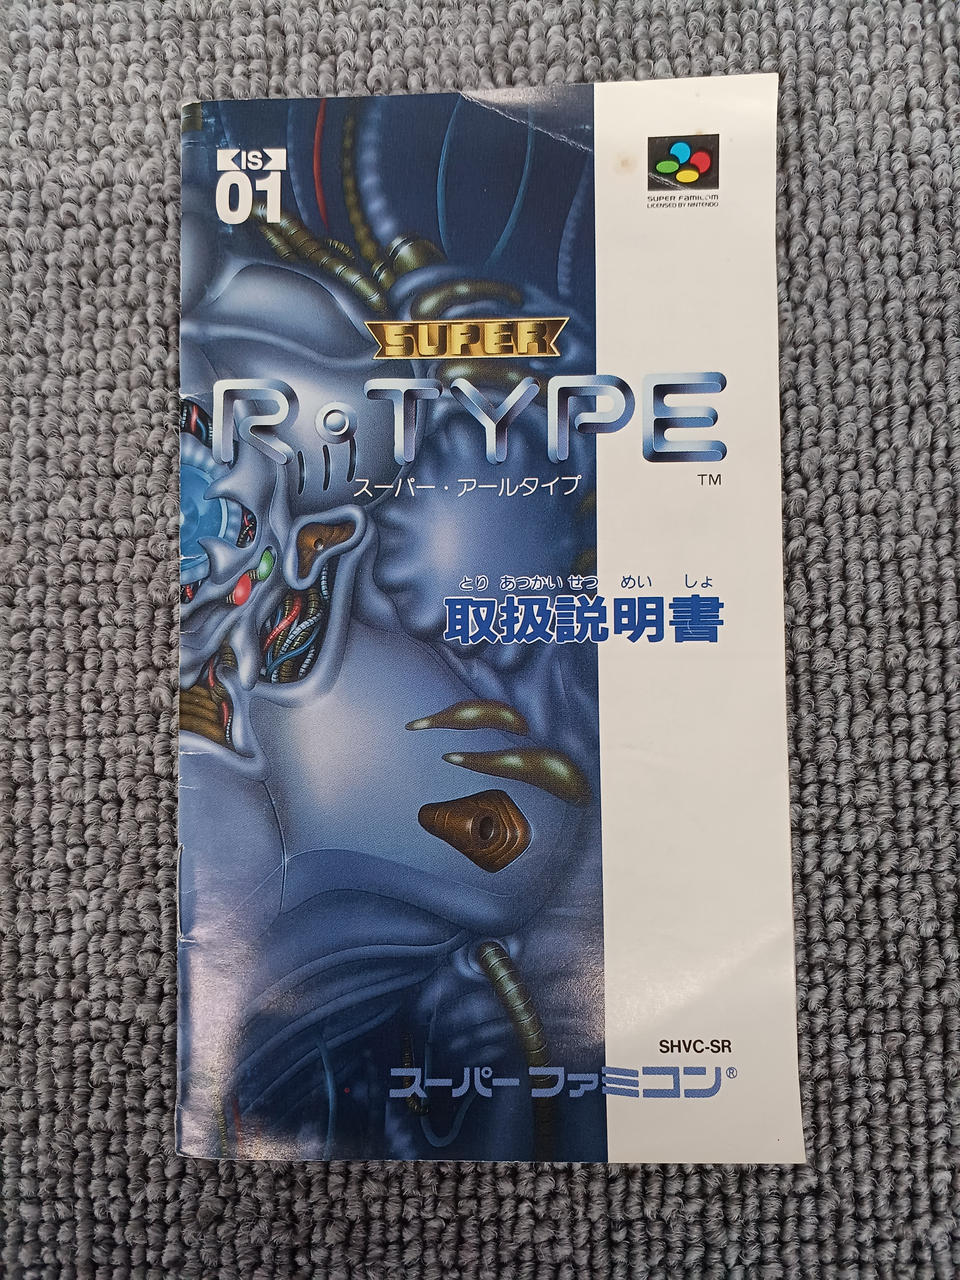 IS
01
SUPER FAMICOM
LICENSED BY NINTENDO
SUPER
R・TYPE
TM
スーパー・アールタイプ
とり あつかい せつ めい しょ
取扱説明書
SHVC-SR
スーパー ファミコン®